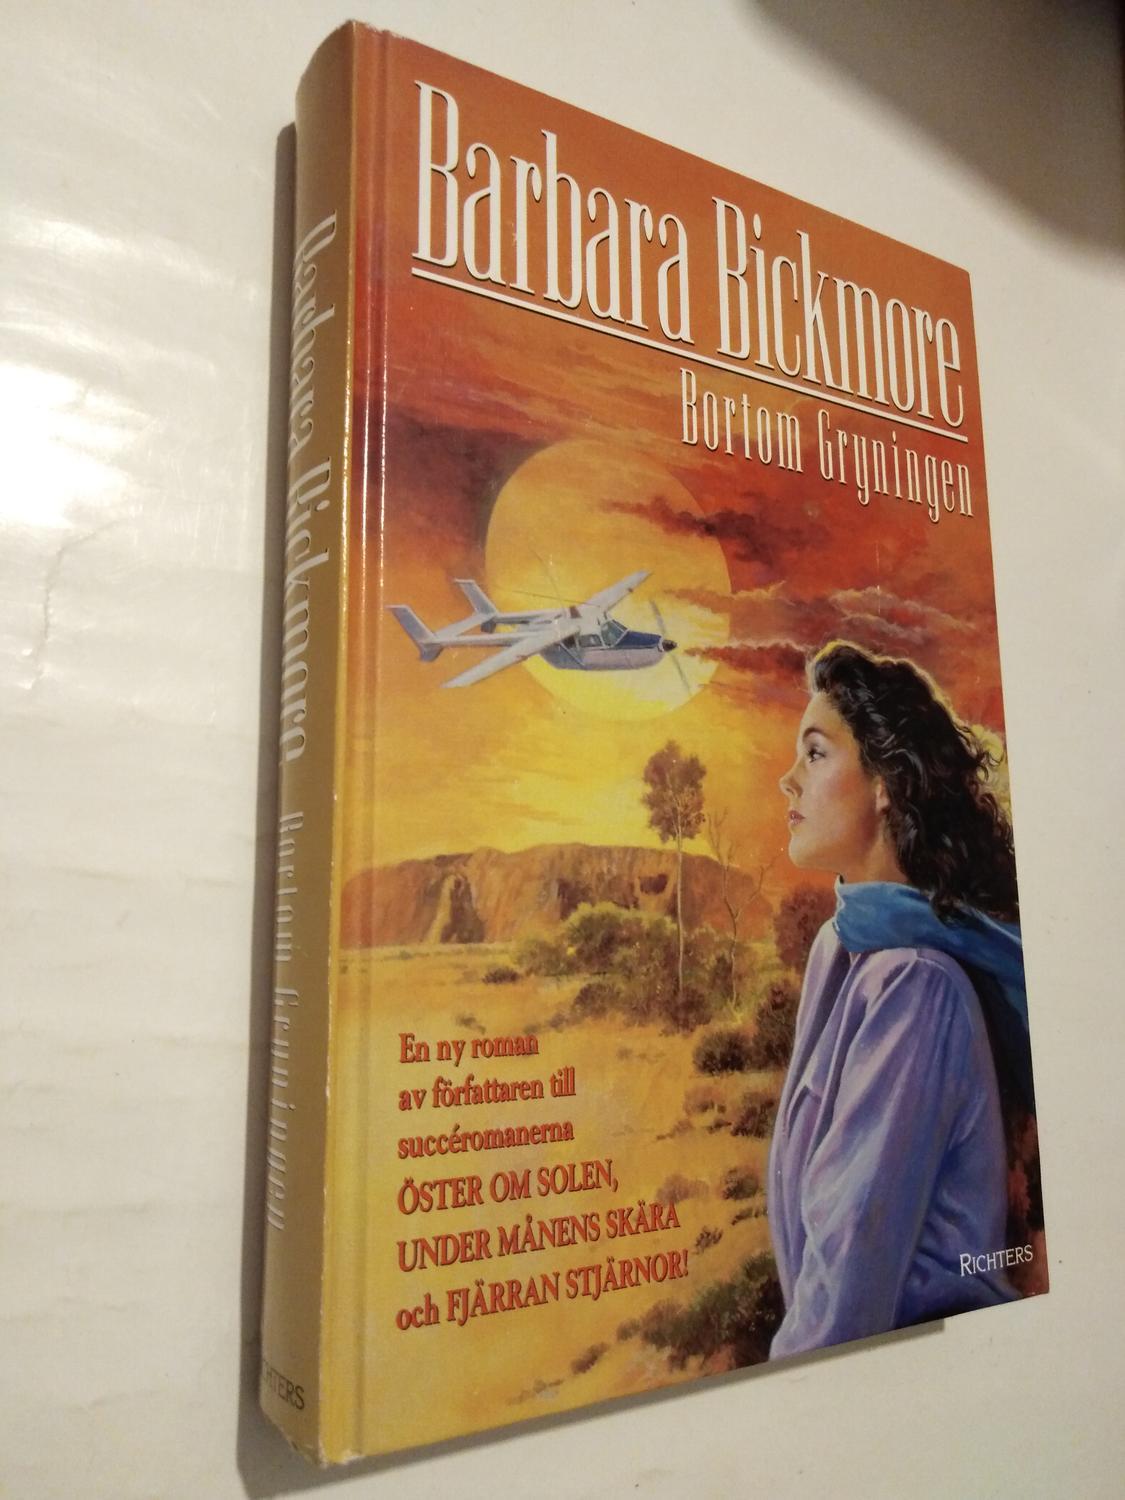 Barbara Bickmore
Bortom Gryningen
En ny roman
av författaren till
succéromanerna
ÖSTER OM SOLEN,
UNDER MÅNENS SKÄRA
och FJÄRRAN STJÄRNOR!
RICHTERS
Barbara Bickmore Bortom Gryningen
RICHTERS